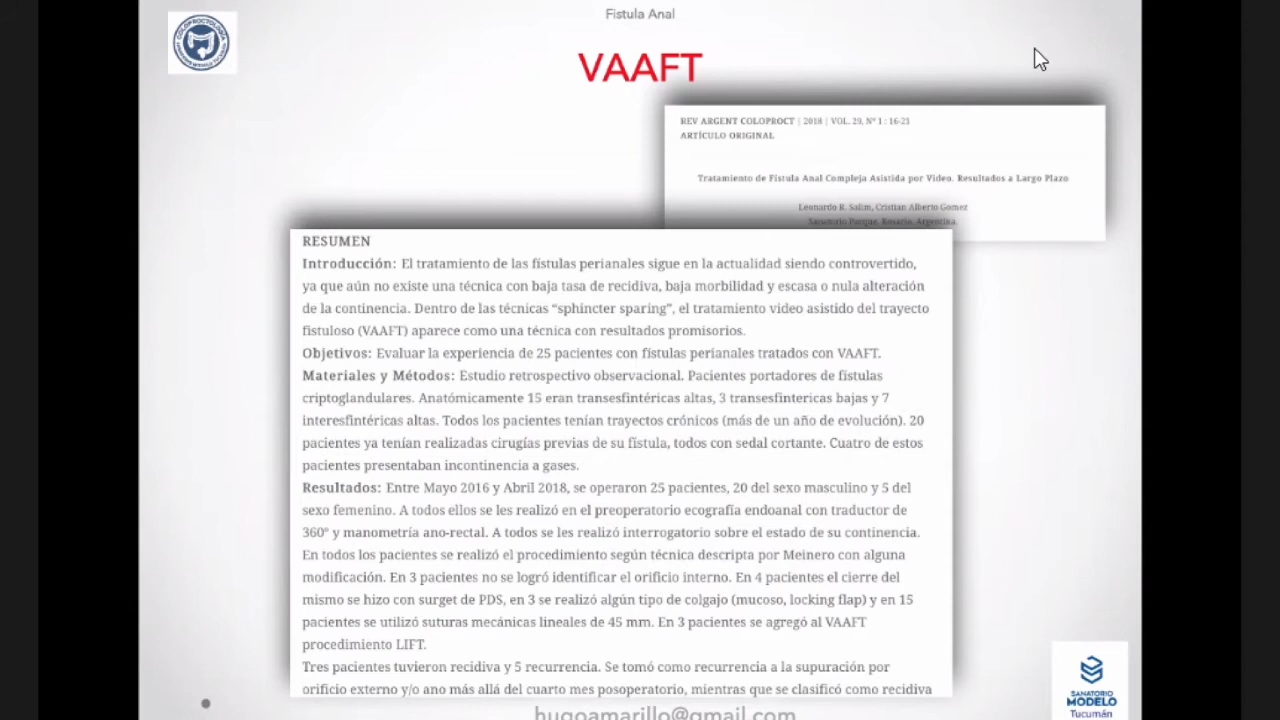 Fistula Anal
VAAFT
REV ARGENT COLOPROCT | 2018 | VOL. 29, Nº 1 : 16-21
ARTÍCULO ORIGINAL
Tratamiento de Fístula Anal Compleja Asistida por Video. Resultados a Largo Plazo
Leonardo R. Salim, Cristian Alberto Gomez
Sanatorio Parque, Rosario, Argentina.
RESUMEN
Introducción: El tratamiento de las fístulas perianales sigue en la actualidad siendo controvertido,
ya que aún no existe una técnica con baja tasa de recidiva, baja morbilidad y escasa o nula alteración
de la continencia. Dentro de las técnicas “sphincter sparing”, el tratamiento video asistido del trayecto
fistuloso (VAAFT) aparece como una técnica con resultados promisorios.
Objetivos: Evaluar la experiencia de 25 pacientes con fístulas perianales tratados con VAAFT.
Materiales y Métodos: Estudio retrospectivo observacional. Pacientes portadores de fístulas
criptoglandulares. Anatómicamente 15 eran transesfintéricas altas, 3 transesfintericas bajas y 7
interesfintéricas altas. Todos los pacientes tenían trayectos crónicos (más de un año de evolución). 20
pacientes ya tenían realizadas cirugías previas de su fístula, todos con sedal cortante. Cuatro de estos
pacientes presentaban incontinencia a gases.
Resultados: Entre Mayo 2016 y Abril 2018, se operaron 25 pacientes, 20 del sexo masculino y 5 del
sexo femenino. A todos ellos se les realizó en el preoperatorio ecografía endoanal con traductor de
360º y manometría ano-rectal. A todos se les realizó interrogatorio sobre el estado de su continencia.
En todos los pacientes se realizó el procedimiento según técnica descripta por Meinero con alguna
modificación. En 3 pacientes no se logró identificar el orificio interno. En 4 pacientes el cierre del
mismo se hizo con surget de PDS, en 3 se realizó algún tipo de colgajo (mucoso, locking flap) y en 15
pacientes se utilizó suturas mecánicas lineales de 45 mm. En 3 pacientes se agregó al VAAFT
procedimiento LIFT.
Tres pacientes tuvieron recidiva y 5 recurrencia. Se tomó como recurrencia a la supuración por
orificio externo y/o ano más allá del cuarto mes posoperatorio, mientras que se clasificó como recidiva
SANATORIO
MODELO
Tucumán
hugoamarillo@gmail.com